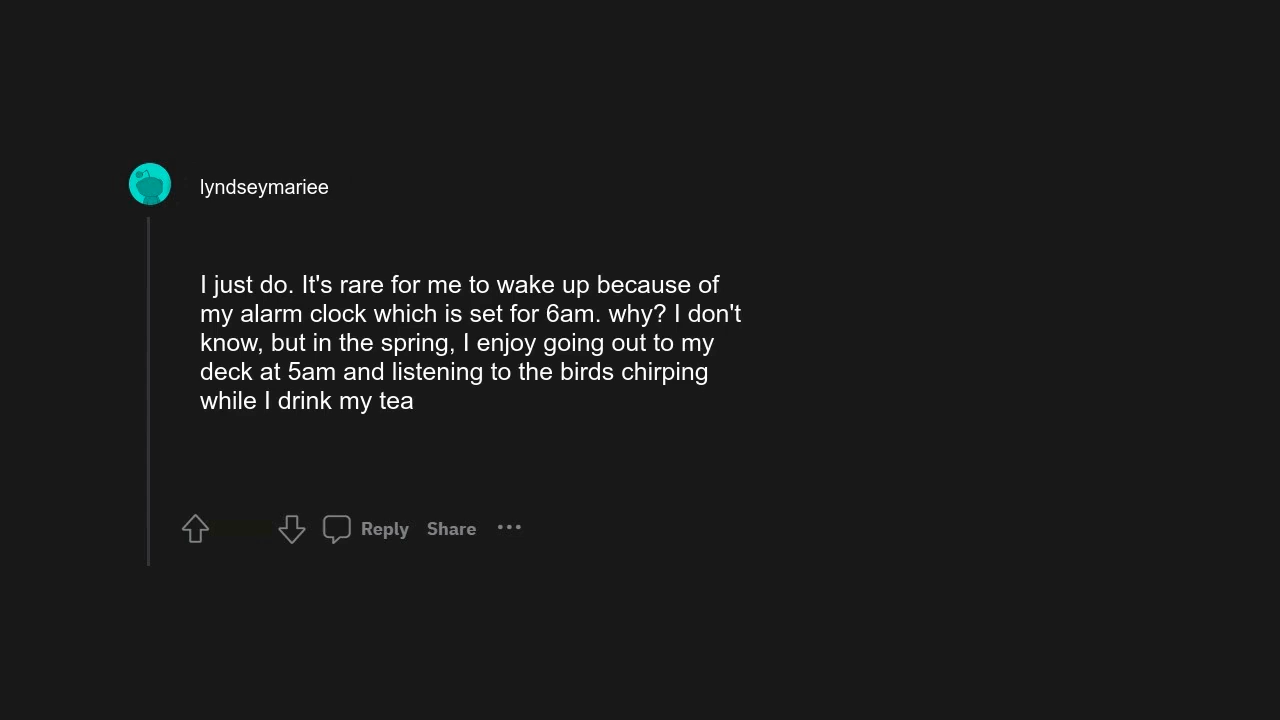 lyndseymariee
I just do. It's rare for me to wake up because of
my alarm clock which is set for 6am. why? I don't
know, but in the spring, I enjoy going out to my
deck at 5am and listening to the birds chirping
while I drink my tea
Reply Share